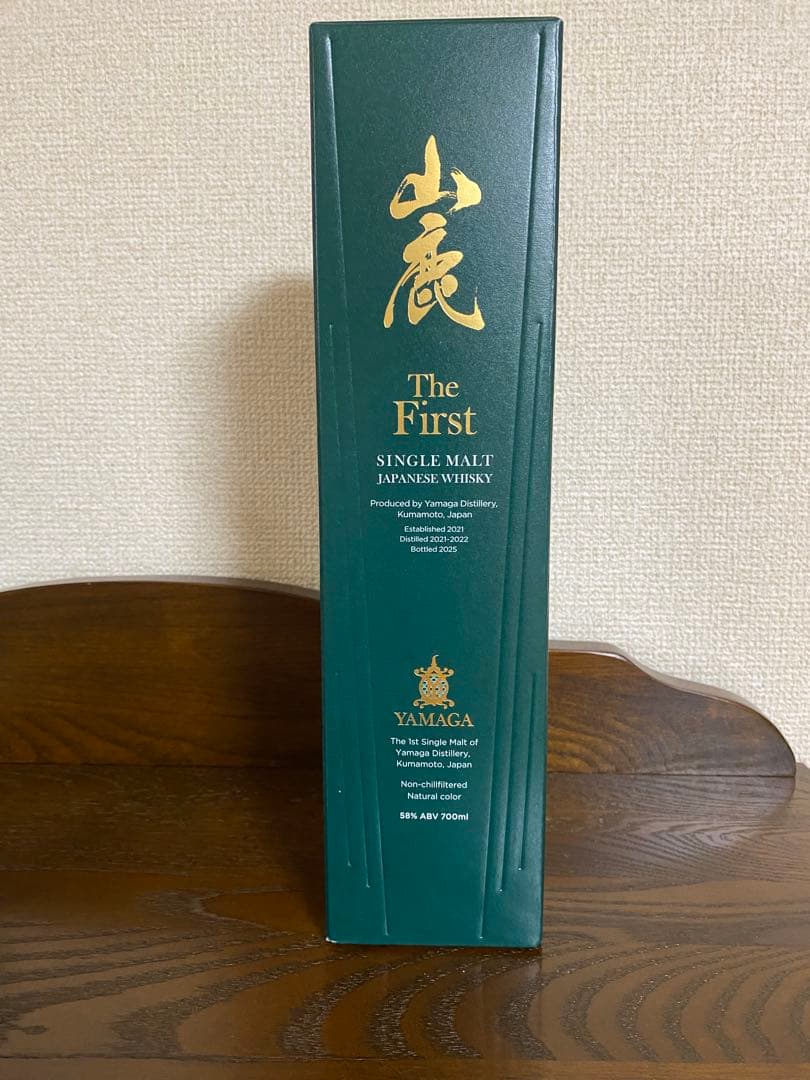 山鹿
The
First
SINGLE MALT
JAPANESE WHISKY
Produced by Yamaga Distillery,
Kumamoto, Japan
Established 2021
Distilled 2021-2022
Bottled 2025
YAMAGA
The 1st Single Malt of
Yamaga Distillery,
Kumamoto, Japan
Non-chillfiltered
Natural color
58% ABV 700ml